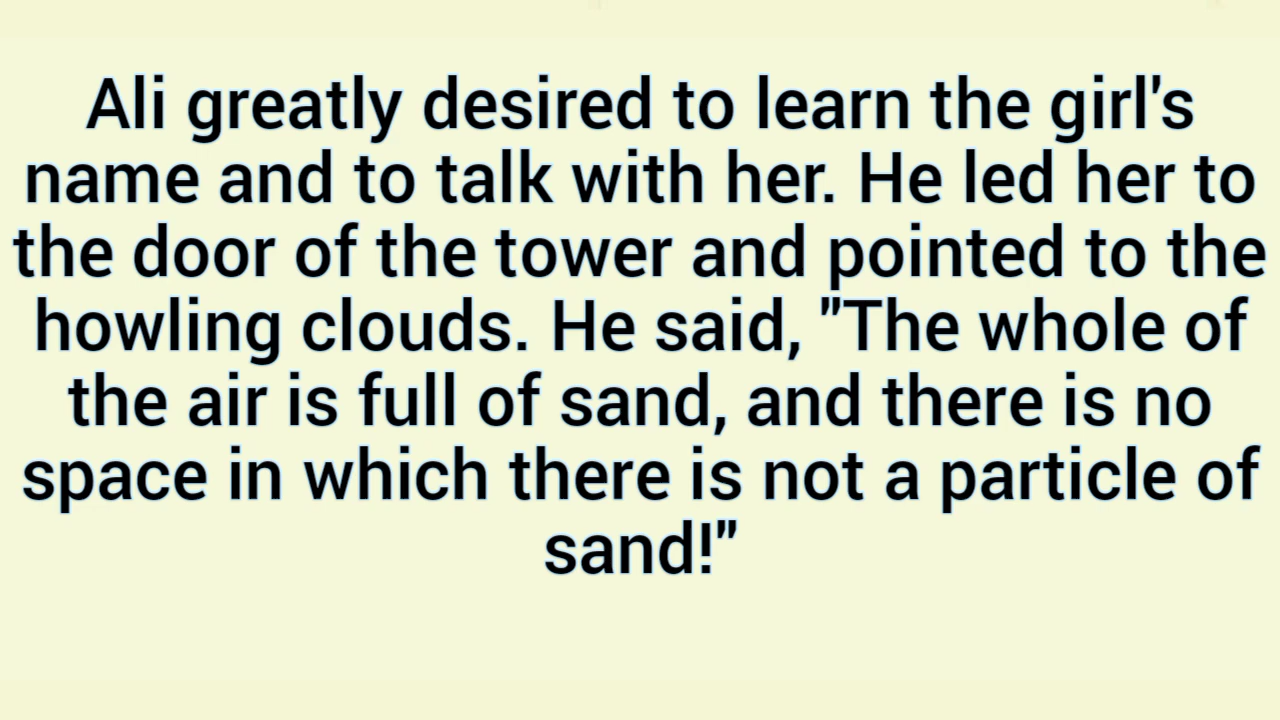 Ali greatly desired to learn the girl's
name and to talk with her. He led her to
the door of the tower and pointed to the
howling clouds. He said, "The whole of
the air is full of sand, and there is no
space in which there is not a particle of
sand!"